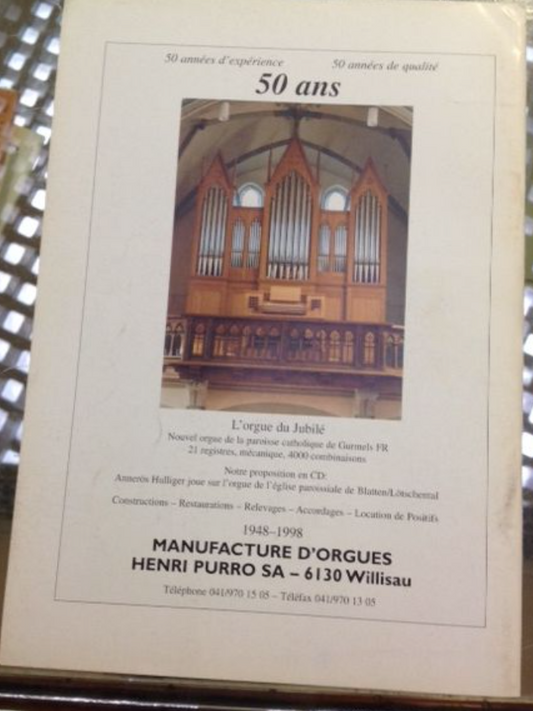 50 années d'expérience 50 années de qualité
50 ans
L'orgue du Jubilé
Nouvel orgue de la paroisse catholique de Gurmels FR
21 registres, mécanique, 4000 combinaisons
Notre proposition en CD:
Annerös Hulliger joue sur l'orgue de l'église paroissiale de Blatten/Lötschental
Constructions – Restaurations – Relevages – Accordages – Location de Positifs
1948–1998
MANUFACTURE D'ORGUES
HENRI PURRO SA – 6130 Willisau
Téléphone 041/970 15 05 – Téléfax 041/970 13 05